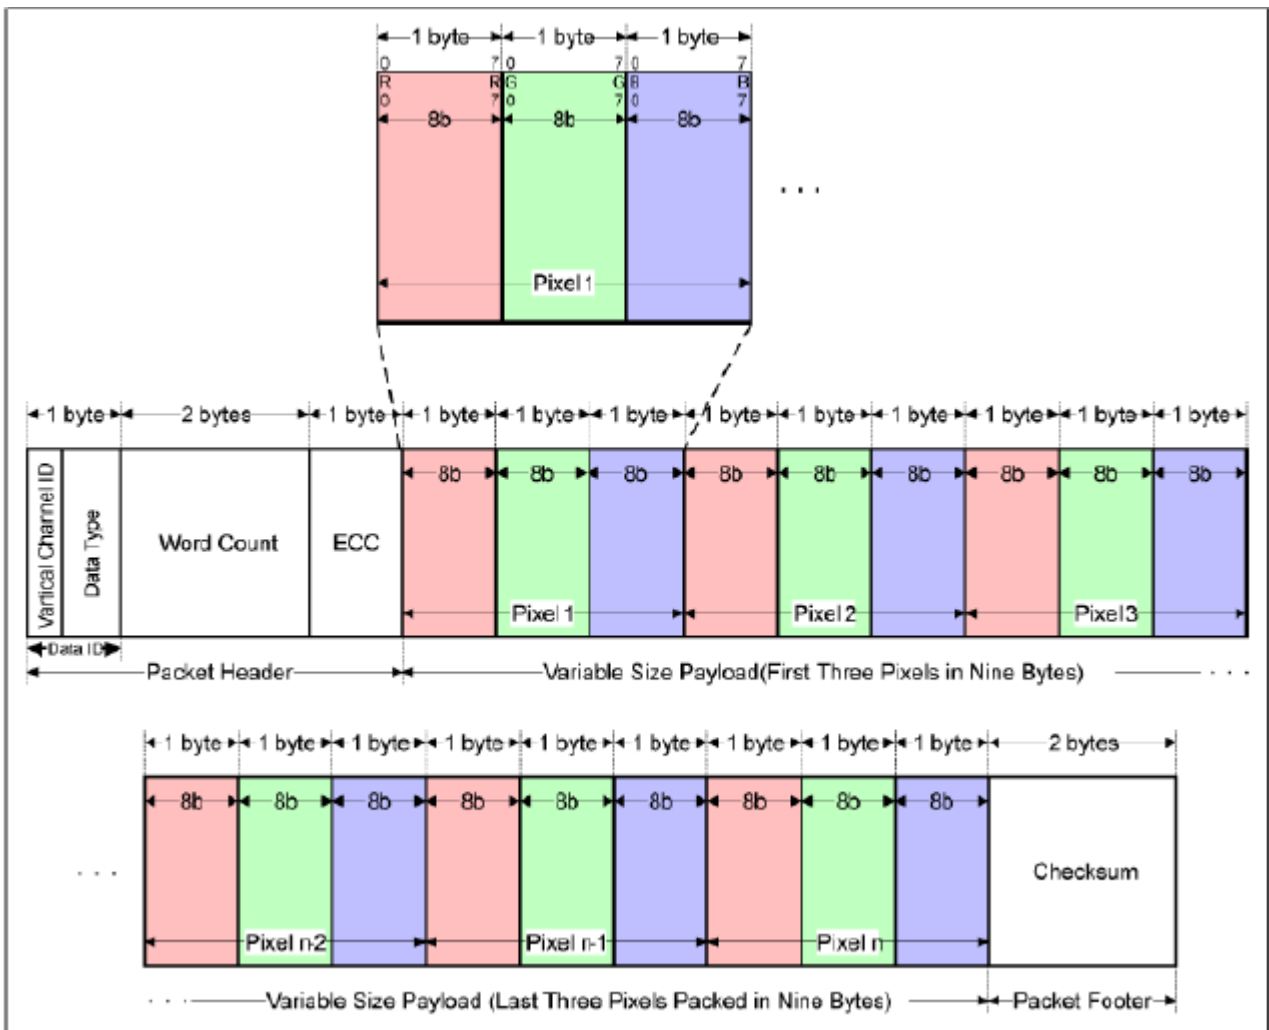 1 byte 1 byte 1 byte
0 7 0 7 0 7
R R G G B B
0 7 0 7 0 7
8b 8b 8b
. . .
Pixel 1
1 byte 2 bytes 1 byte 1 byte 1 byte 1 byte 1 byte 1 byte 1 byte 1 byte 1 byte 1 byte
8b 8b 8b 8b 8b 8b 8b 8b 8b
Vartical Channel ID
Data Type
Word Count
ECC
Pixel 1 Pixel 2 Pixel 3
Data ID
Packet Header Variable Size Payload(First Three Pixels in Nine Bytes) . . .
1 byte 1 byte 1 byte 1 byte 1 byte 1 byte 1 byte 1 byte 1 byte 2 bytes
8b 8b 8b 8b 8b 8b 8b 8b 8b
. . .
Checksum
Pixel n-2 Pixel n-1 Pixel n
. . . Variable Size Payload (Last Three Pixels Packed in Nine Bytes) Packet Footer